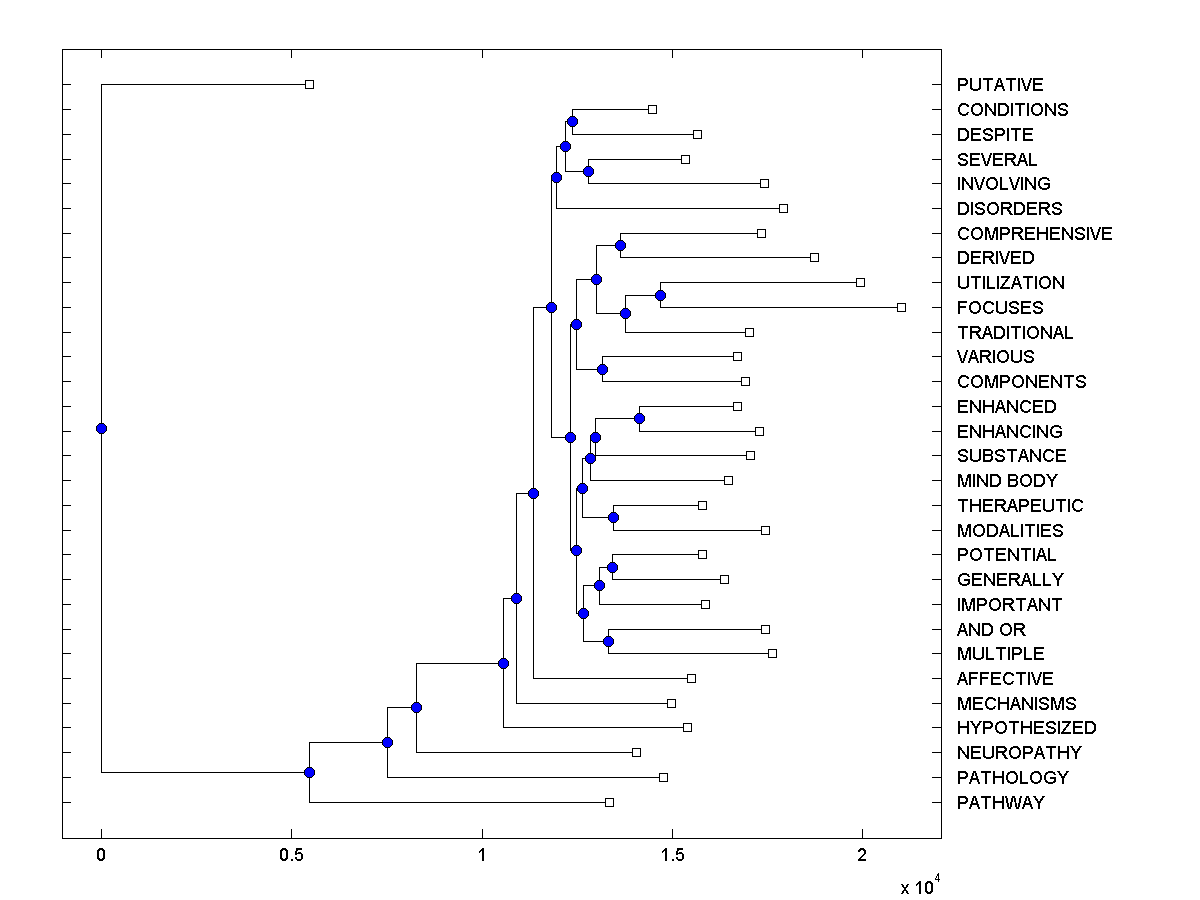 PUTATIVE
CONDITIONS
DESPITE
SEVERAL
INVOLVING
DISORDERS
COMPREHENSIVE
DERIVED
UTILIZATION
FOCUSES
TRADITIONAL
VARIOUS
COMPONENTS
ENHANCED
ENHANCING
SUBSTANCE
MIND BODY
THERAPEUTIC
MODALITIES
POTENTIAL
GENERALLY
IMPORTANT
AND OR
MULTIPLE
AFFECTIVE
MECHANISMS
HYPOTHESIZED
NEUROPATHY
PATHOLOGY
PATHWAY
0 0.5 1 1.5 2
x 10^4